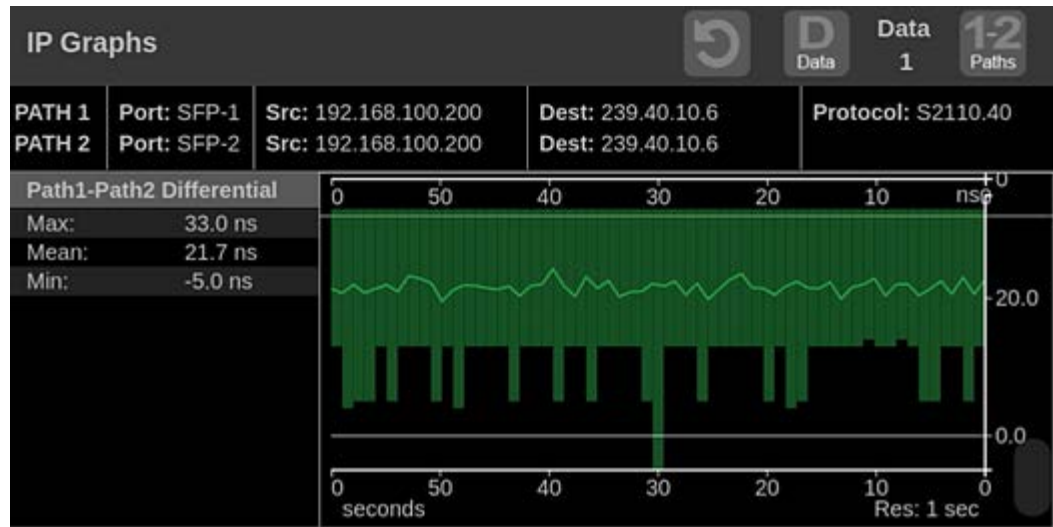 IP Graphs
D
Data
Data
1
1-2
Paths
PATH 1 Port: SFP-1 Src: 192.168.100.200 Dest: 239.40.10.6 Protocol: S2110.40
PATH 2 Port: SFP-2 Src: 192.168.100.200 Dest: 239.40.10.6
Path1-Path2 Differential
Max: 33.0 ns
Mean: 21.7 ns
Min: -5.0 ns
0 50 40 30 20 10
20.0
0.0
0 50 40 30 20 10 0
seconds Res: 1 sec